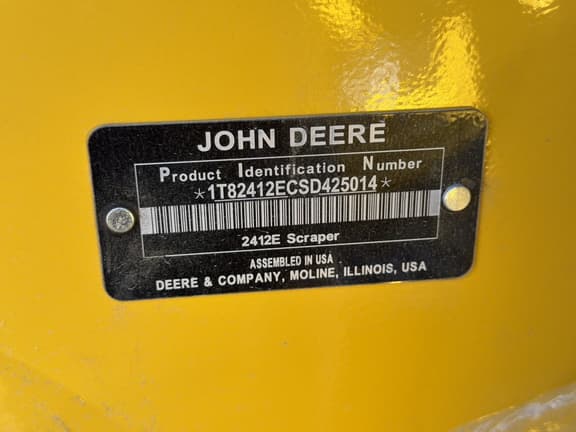 JOHN DEERE
Product Identification Number
*1T82412ECSD425014*
2412E Scraper
ASSEMBLED IN USA
DEERE & COMPANY, MOLINE, ILLINOIS, USA